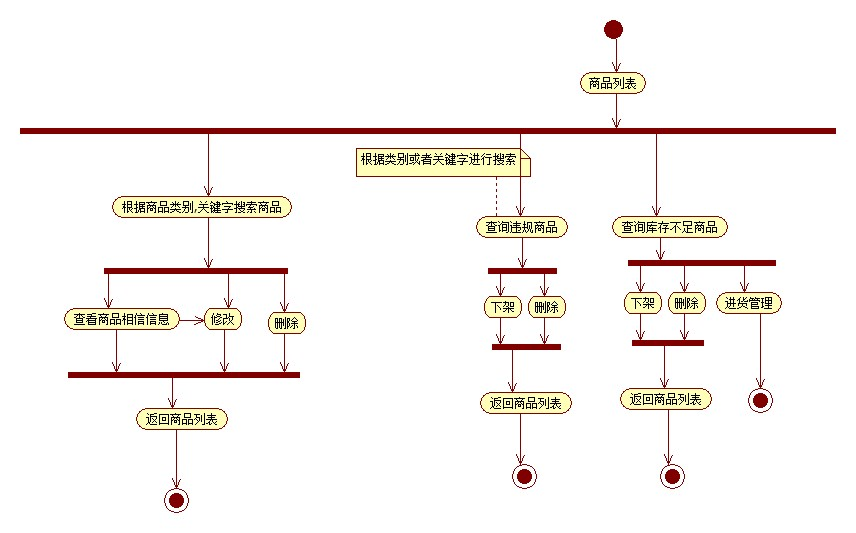 商品列表
根据类别或者关键字进行搜索
根据商品类别,关键字搜索商品
查询违规商品
查询库存不足商品
查看商品相信信息
修改
删除
下架
删除
下架
删除
进货管理
返回商品列表
返回商品列表
返回商品列表